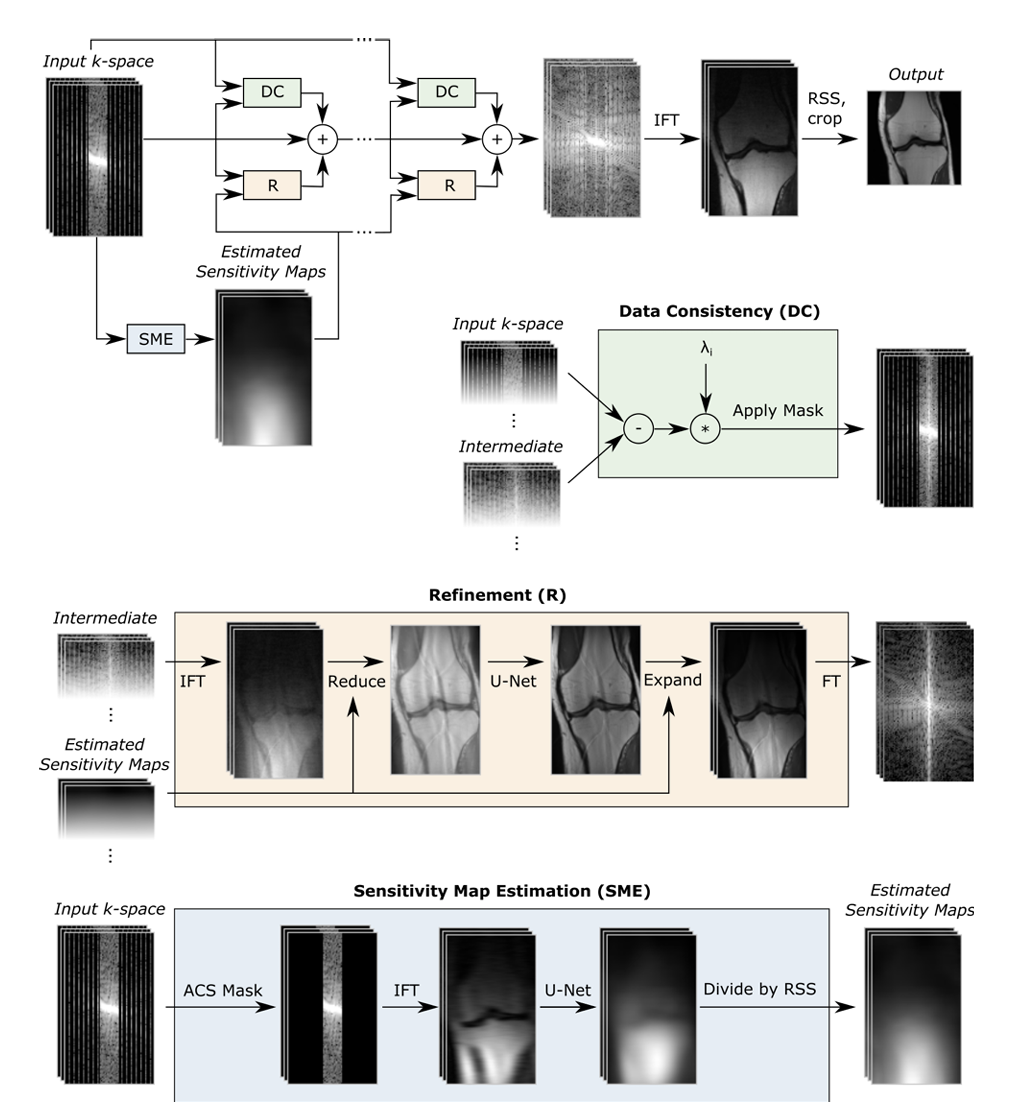 Input k-space
...
DC
DC
Output
RSS,
crop
IFT
+
...
+
R
R
...
Estimated
Sensitivity Maps
SME
Data Consistency (DC)
Input k-space
λi
Apply Mask
-
*
⋮
Intermediate
⋮
Refinement (R)
Intermediate
IFT
Reduce
U-Net
Expand
FT
⋮
Estimated
Sensitivity Maps
⋮
Sensitivity Map Estimation (SME)
Input k-space
Estimated
Sensitivity Maps
ACS Mask
IFT
U-Net
Divide by RSS